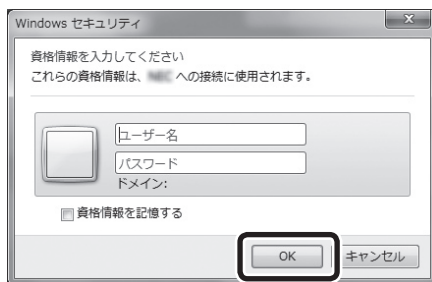 Windows セキュリティ
資格情報を入力してください
これらの資格情報は、 への接続に使用されます。
ユーザー名
パスワード
ドメイン:
資格情報を記憶する
OK
キャンセル